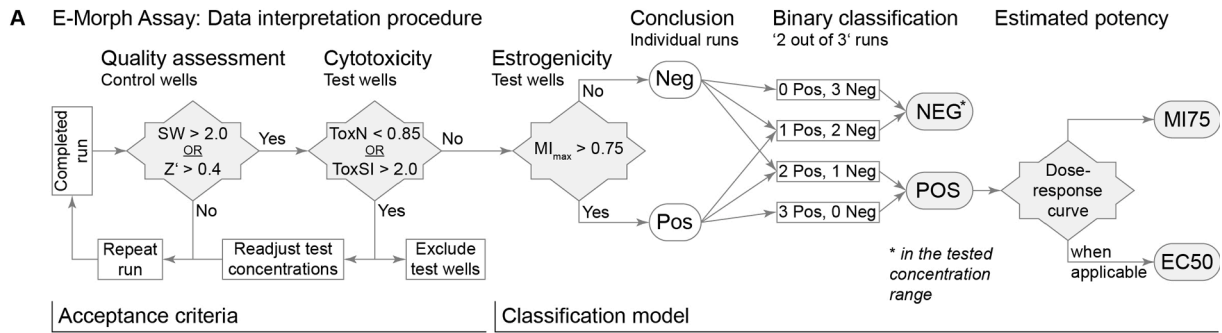 A E-Morph Assay: Data interpretation procedure
Quality assessment
Control wells
Cytotoxicity
Test wells
Estrogenicity
Test wells
Conclusion
Individual runs
Binary classification
‘2 out of 3‘ runs
Estimated potency
Completed
run
SW > 2.0
OR
Z‘ > 0.4
Yes
No
ToxN < 0.85
OR
ToxSI > 2.0
No
Yes
MImax > 0.75
No
Yes
Neg
Pos
0 Pos, 3 Neg
1 Pos, 2 Neg
2 Pos, 1 Neg
3 Pos, 0 Neg
NEG*
POS
Dose-
response
curve
MI75
when
applicable
EC50
Repeat
run
Readjust test
concentrations
Exclude
test wells
* in the tested
concentration
range
Acceptance criteria
Classification model